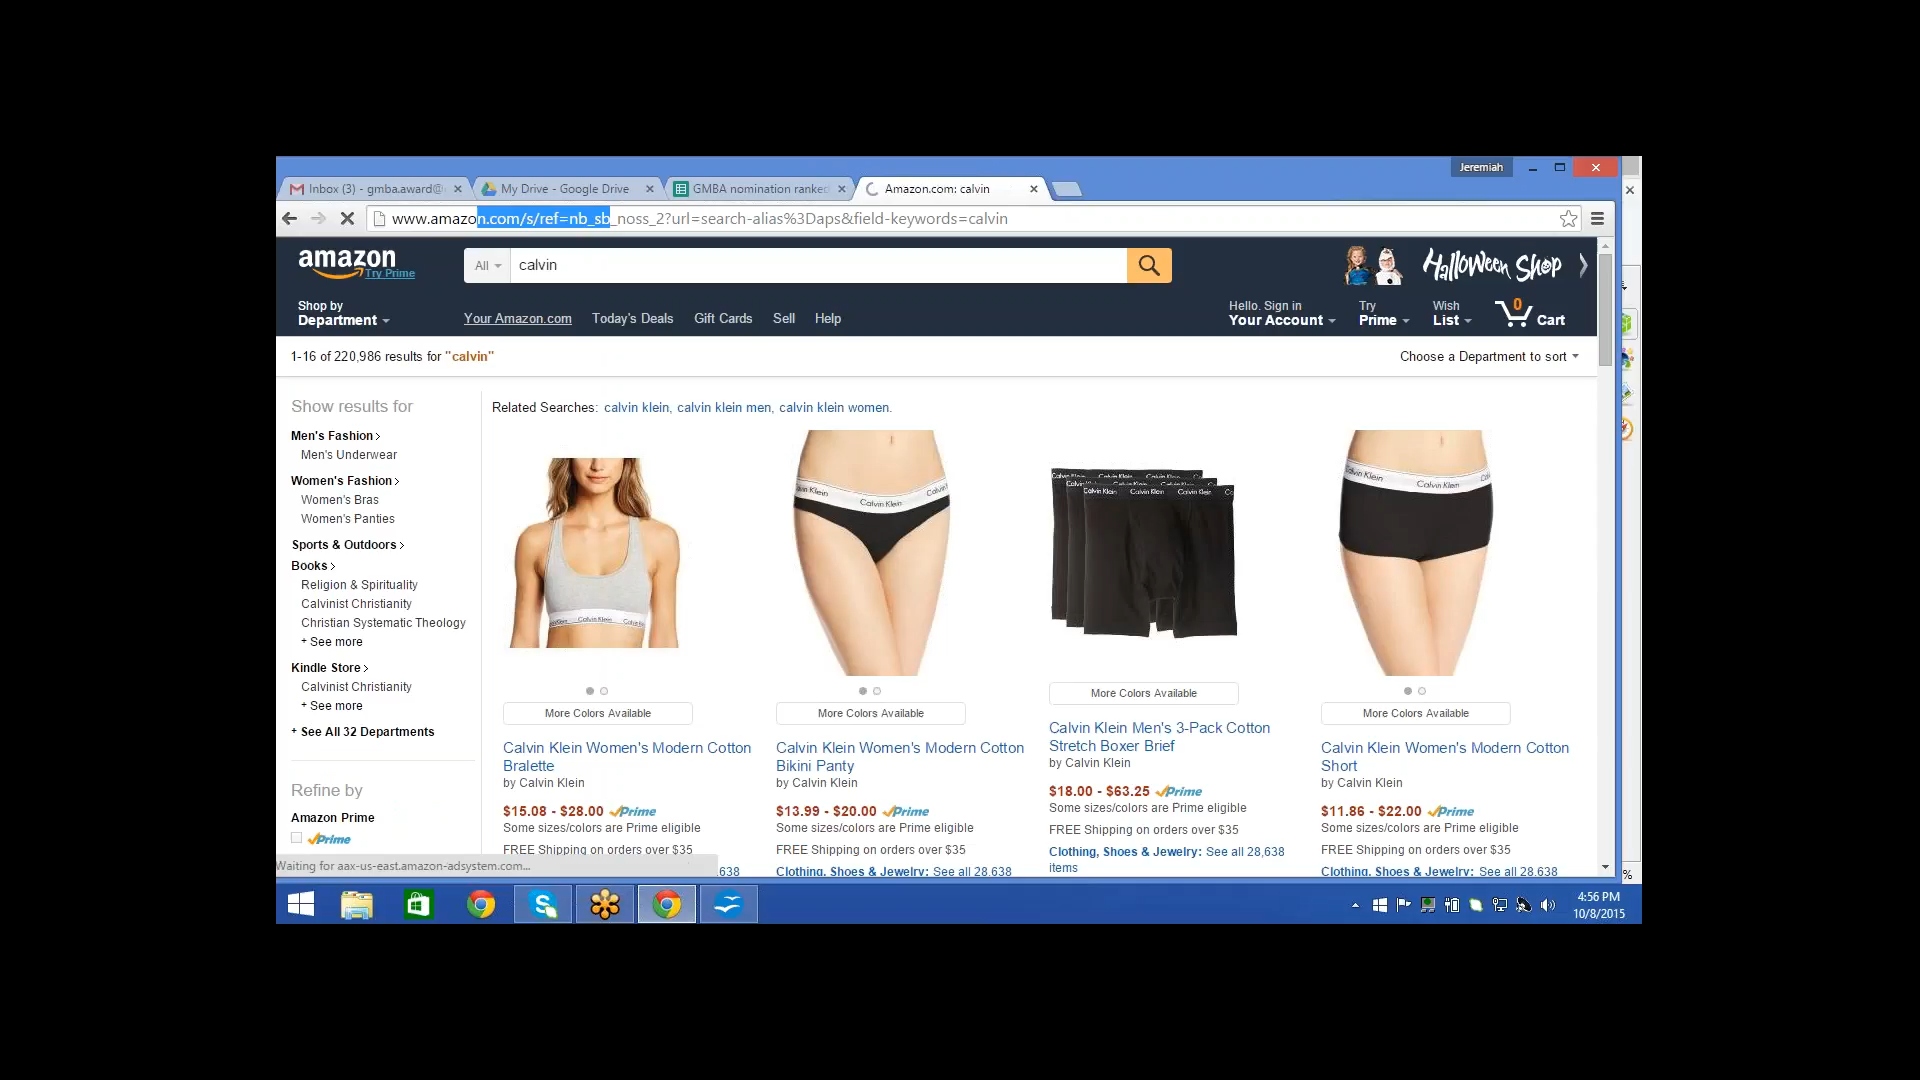 Jeremiah
Inbox (3) - gmba.award@
My Drive - Google Drive
GMBA nomination ranked
Amazon.com: calvin
www.amazon.com/s/ref=nb_sb_noss_2?url=search-alias%3Daps&field-keywords=calvin
amazon
Try Prime
All
calvin
Halloween Shop
Shop by
Department
Your Amazon.com
Today's Deals
Gift Cards
Sell
Help
Hello. Sign in
Your Account
Try
Prime
Wish
List
0
Cart
1-16 of 220,986 results for "calvin"
Choose a Department to sort
Show results for
Men's Fashion
Men's Underwear
Women's Fashion
Women's Bras
Women's Panties
Sports & Outdoors
Books
Religion & Spirituality
Calvinist Christianity
Christian Systematic Theology
+ See more
Kindle Store
Calvinist Christianity
+ See more
+ See All 32 Departments
Refine by
Amazon Prime
Prime
Related Searches: calvin klein, calvin klein men, calvin klein women.
Calvin Klein
More Colors Available
Calvin Klein Women's Modern Cotton
Bralette
by Calvin Klein
$15.08 - $28.00 Prime
Some sizes/colors are Prime eligible
FREE Shipping on orders over $35
Calvin Klein
More Colors Available
Calvin Klein Women's Modern Cotton
Bikini Panty
by Calvin Klein
$13.99 - $20.00 Prime
Some sizes/colors are Prime eligible
FREE Shipping on orders over $35
Clothing, Shoes & Jewelry: See all 28,638
Calvin Klein Calvin Klein
More Colors Available
Calvin Klein Men's 3-Pack Cotton
Stretch Boxer Brief
by Calvin Klein
$18.00 - $63.25 Prime
Some sizes/colors are Prime eligible
FREE Shipping on orders over $35
Clothing, Shoes & Jewelry: See all 28,638
items
Calvin Klein
More Colors Available
Calvin Klein Women's Modern Cotton
Short
by Calvin Klein
$11.86 - $22.00 Prime
Some sizes/colors are Prime eligible
FREE Shipping on orders over $35
Clothing, Shoes & Jewelry: See all 28,638
Waiting for aax-us-east.amazon-adsystem.com...
%
4:56 PM
10/8/2015